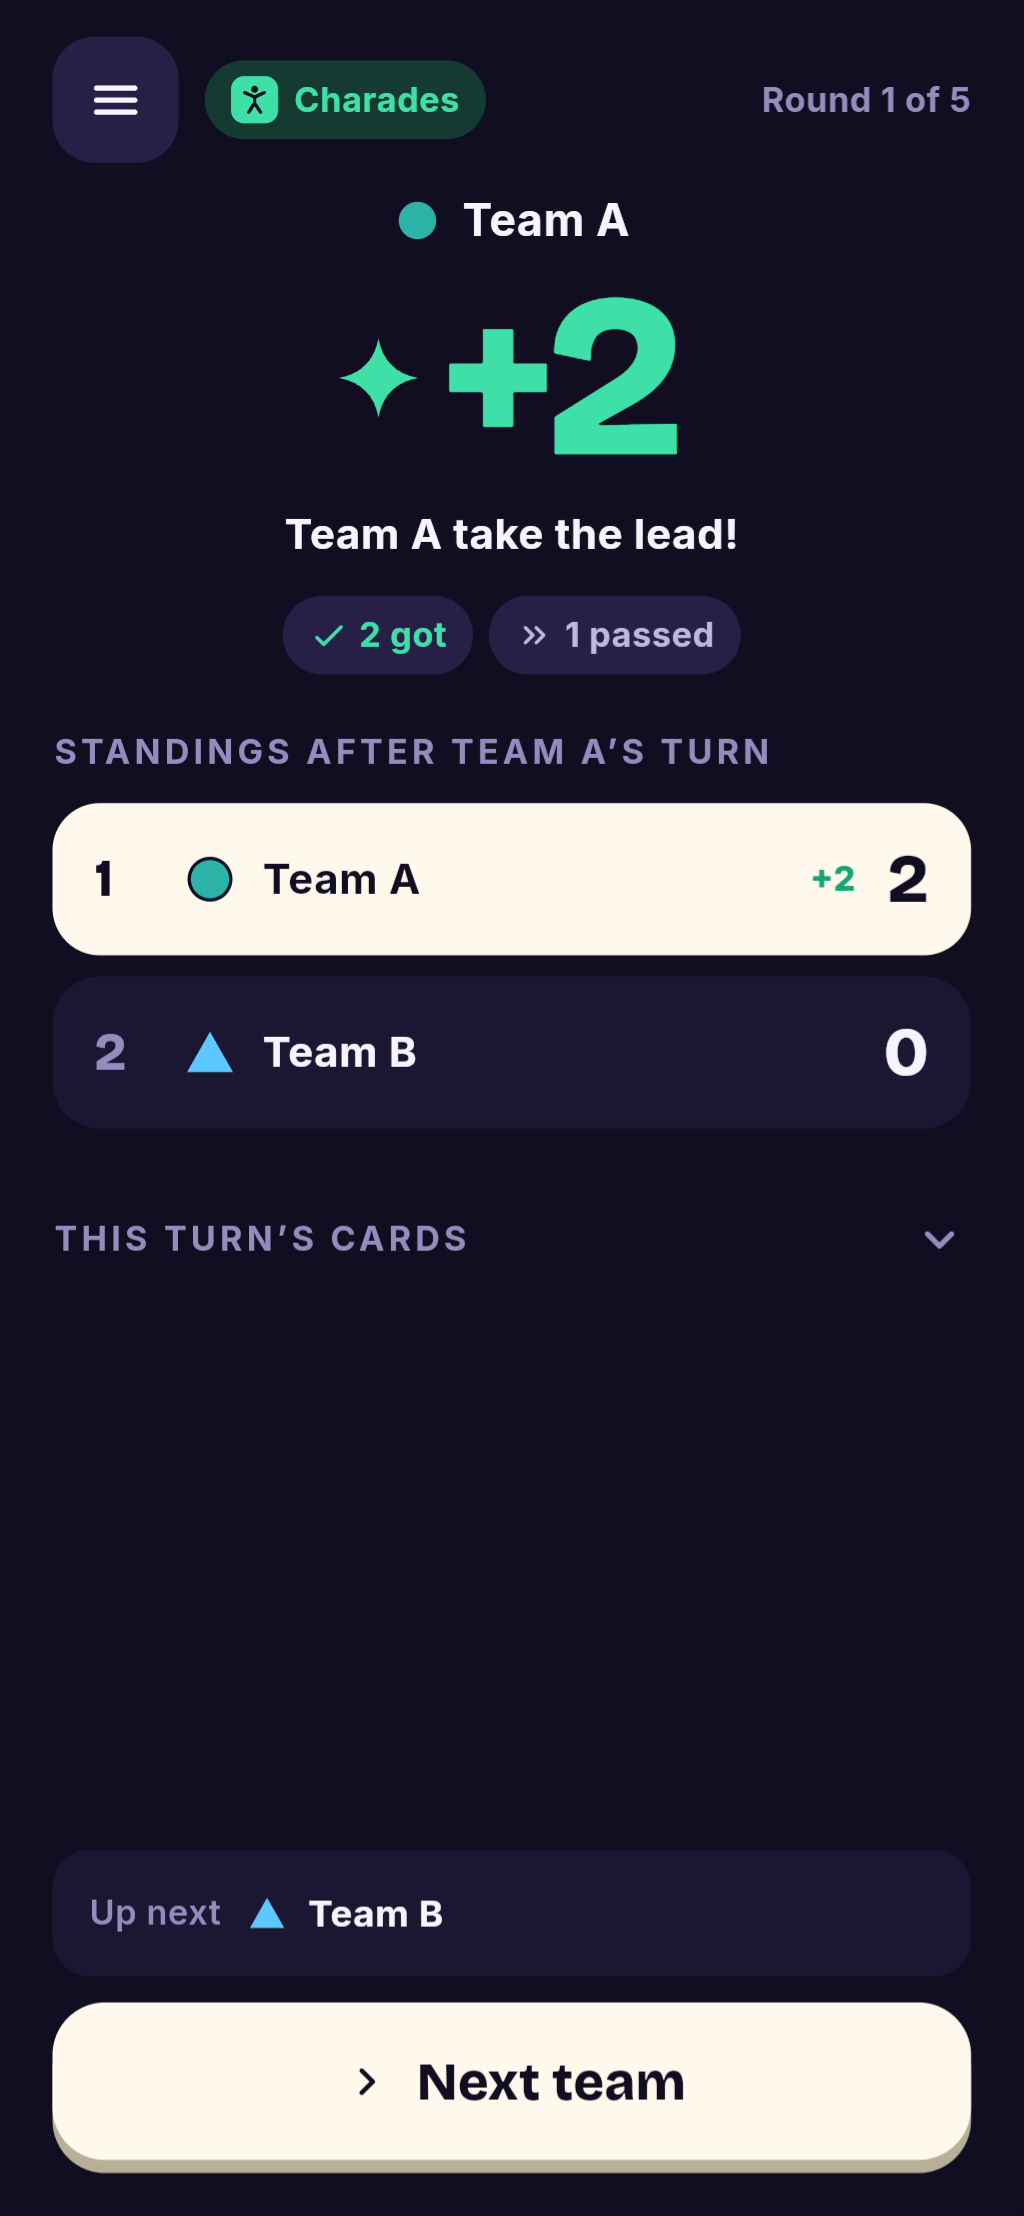 Charades
Round 1 of 5
Team A
+2
Team A take the lead!
2 got
1 passed
STANDINGS AFTER TEAM A’S TURN
1 Team A +2 2
2 Team B 0
THIS TURN’S CARDS
Up next Team B
Next team